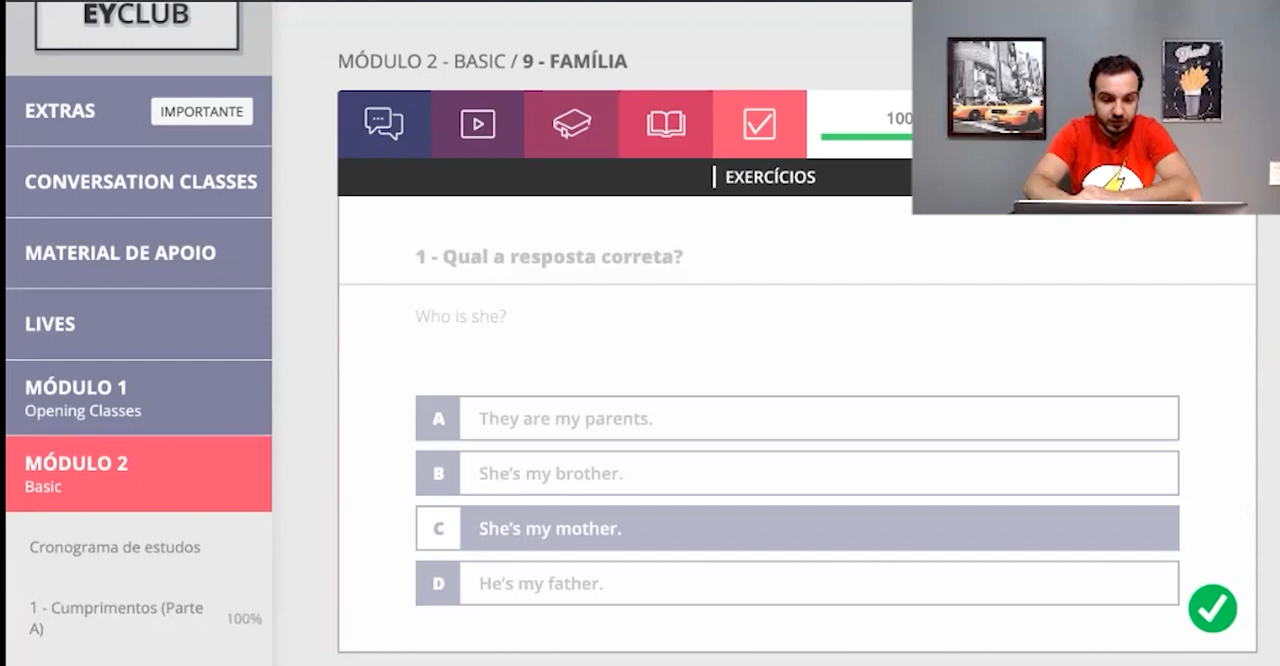 EYCLUB
EXTRAS
IMPORTANTE
CONVERSATION CLASSES
MATERIAL DE APOIO
LIVES
MÓDULO 1
Opening Classes
MÓDULO 2
Basic
Cronograma de estudos
1 - Cumprimentos (Parte
A)
100%
MÓDULO 2 - BASIC / 9 - FAMÍLIA
100
EXERCÍCIOS
1 - Qual a resposta correta?
Who is she?
A They are my parents.
B She's my brother.
C She's my mother.
D He's my father.